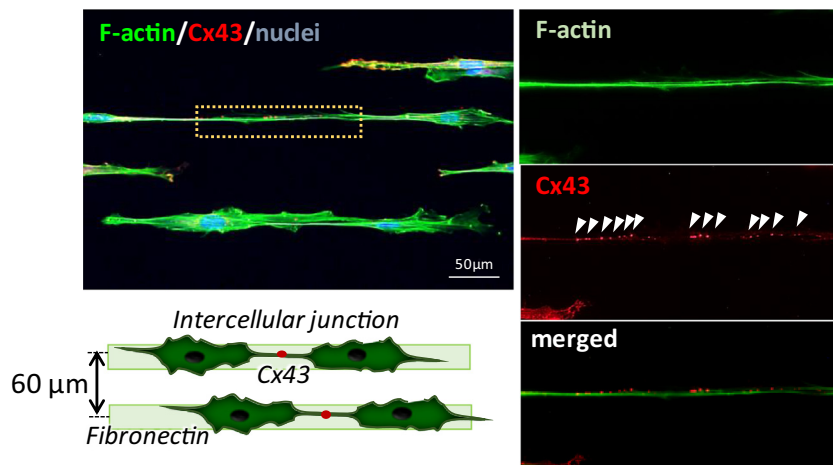 F-actin/Cx43/nuclei
50μm
F-actin
Cx43
merged
Intercellular junction
Cx43
60 μm
Fibronectin